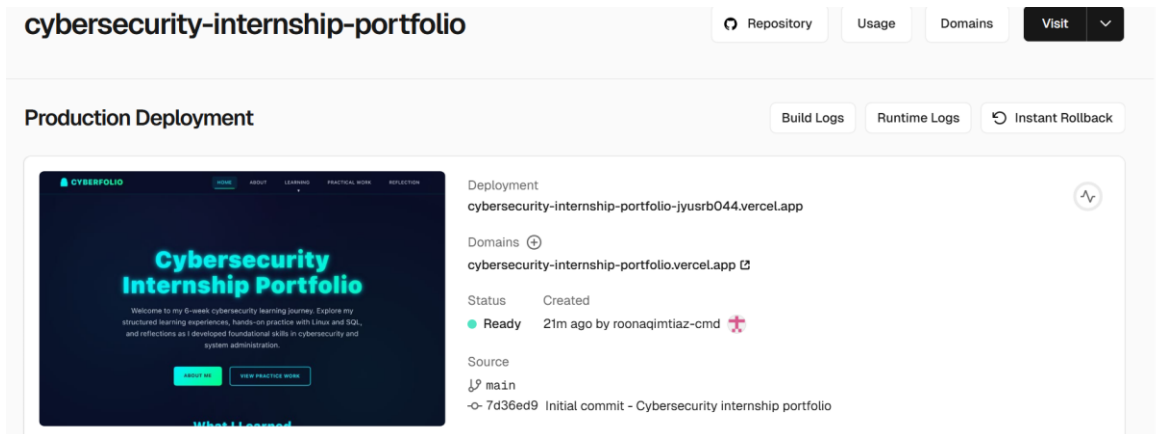 cybersecurity-internship-portfolio
Repository
Usage
Domains
Visit
Production Deployment
Build Logs
Runtime Logs
Instant Rollback
CYBERFOLIO
HOME
ABOUT
LEARNING
PRACTICAL WORK
REFLECTION
Cybersecurity
Internship Portfolio
Welcome to my 6-week cybersecurity learning journey. Explore my
structured learning experiences, hands-on practice with Linux and SQL,
and reflections as I developed foundational skills in cybersecurity and
system administration.
ABOUT ME
VIEW PRACTICE WORK
What I Learned
Deployment
cybersecurity-internship-portfolio-jyusrb044.vercel.app
Domains
cybersecurity-internship-portfolio.vercel.app
Status Created
Ready 21m ago by roonaqimtiaz-cmd
Source
main
7d36ed9 Initial commit - Cybersecurity internship portfolio